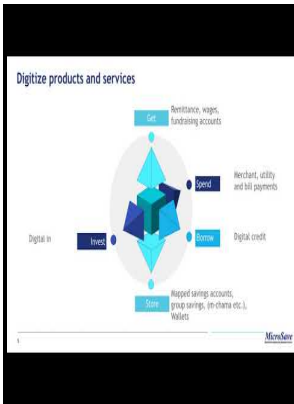 Digitize products and services
Get
Remittance, wages,
fundraising accounts
Spend
Merchant, utility
and bill payments
Digital in
Invest
Borrow
Digital credit
Store
Mapped savings accounts,
group savings, (m-chama etc.),
Wallets
MicroSave